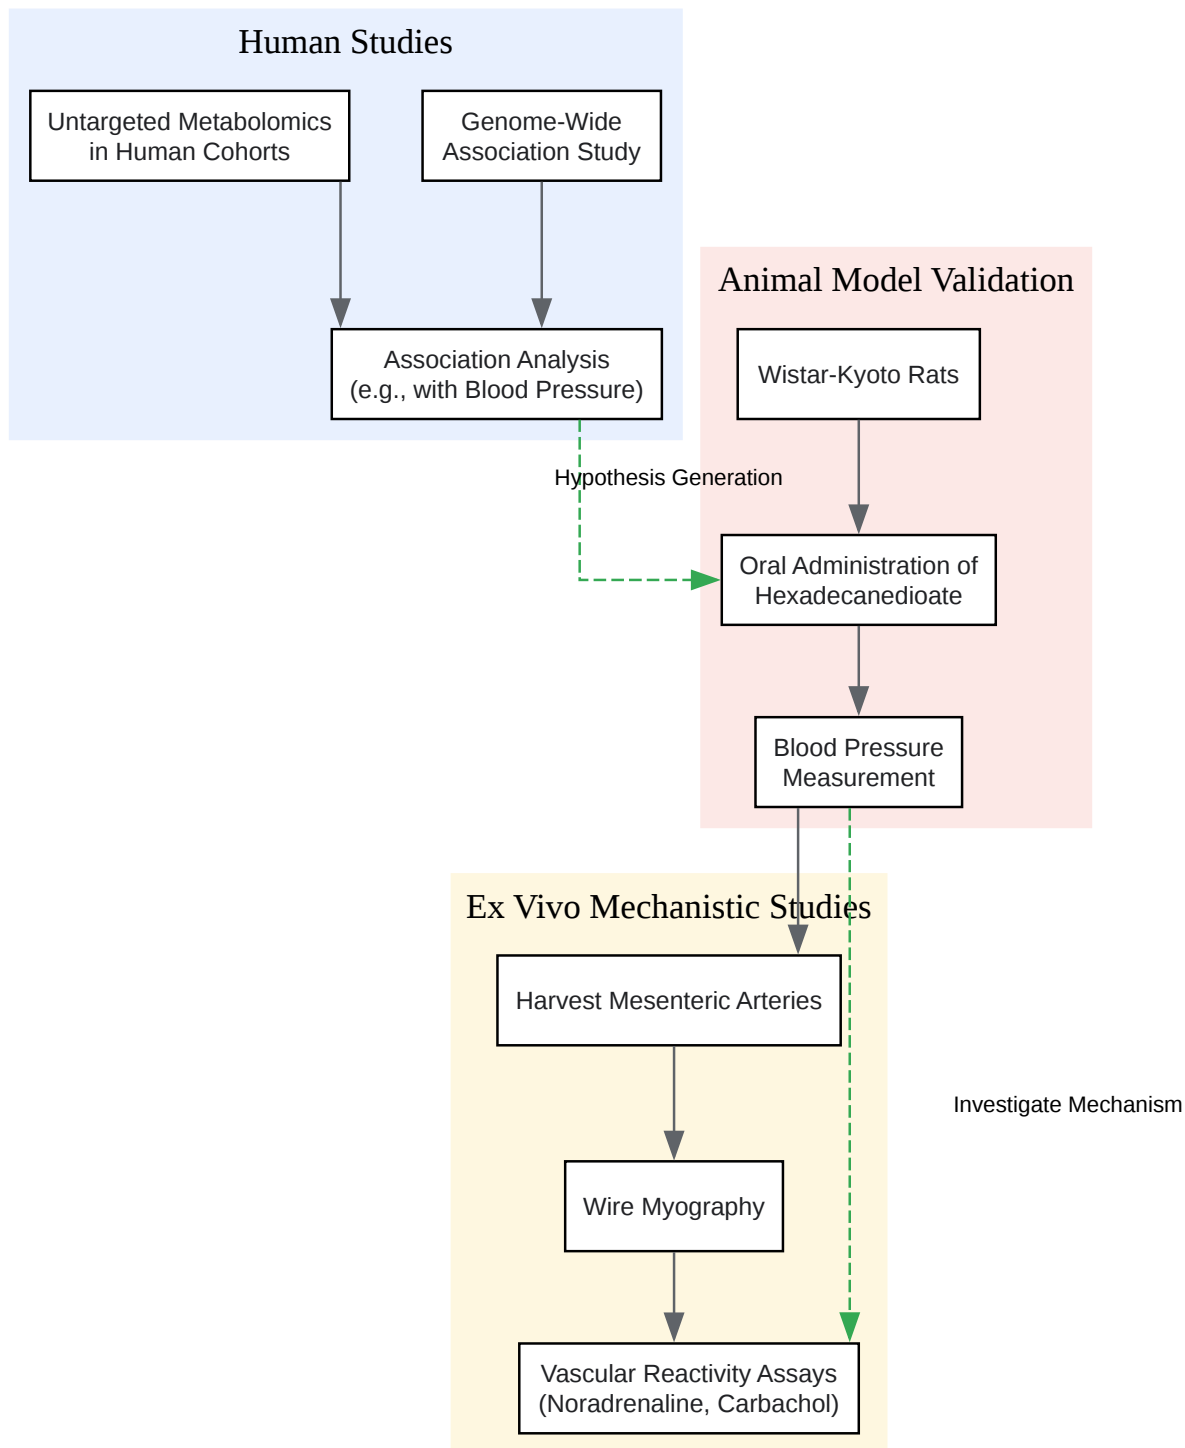 Human Studies
Untargeted Metabolomics
in Human Cohorts
Genome-Wide
Association Study
Association Analysis
(e.g., with Blood Pressure)
Hypothesis Generation
Animal Model Validation
Wistar-Kyoto Rats
Oral Administration of
Hexadecanedioate
Blood Pressure
Measurement
Ex Vivo Mechanistic Studies
Harvest Mesenteric Arteries
Investigate Mechanism
Wire Myography
Vascular Reactivity Assays
(Noradrenaline, Carbachol)